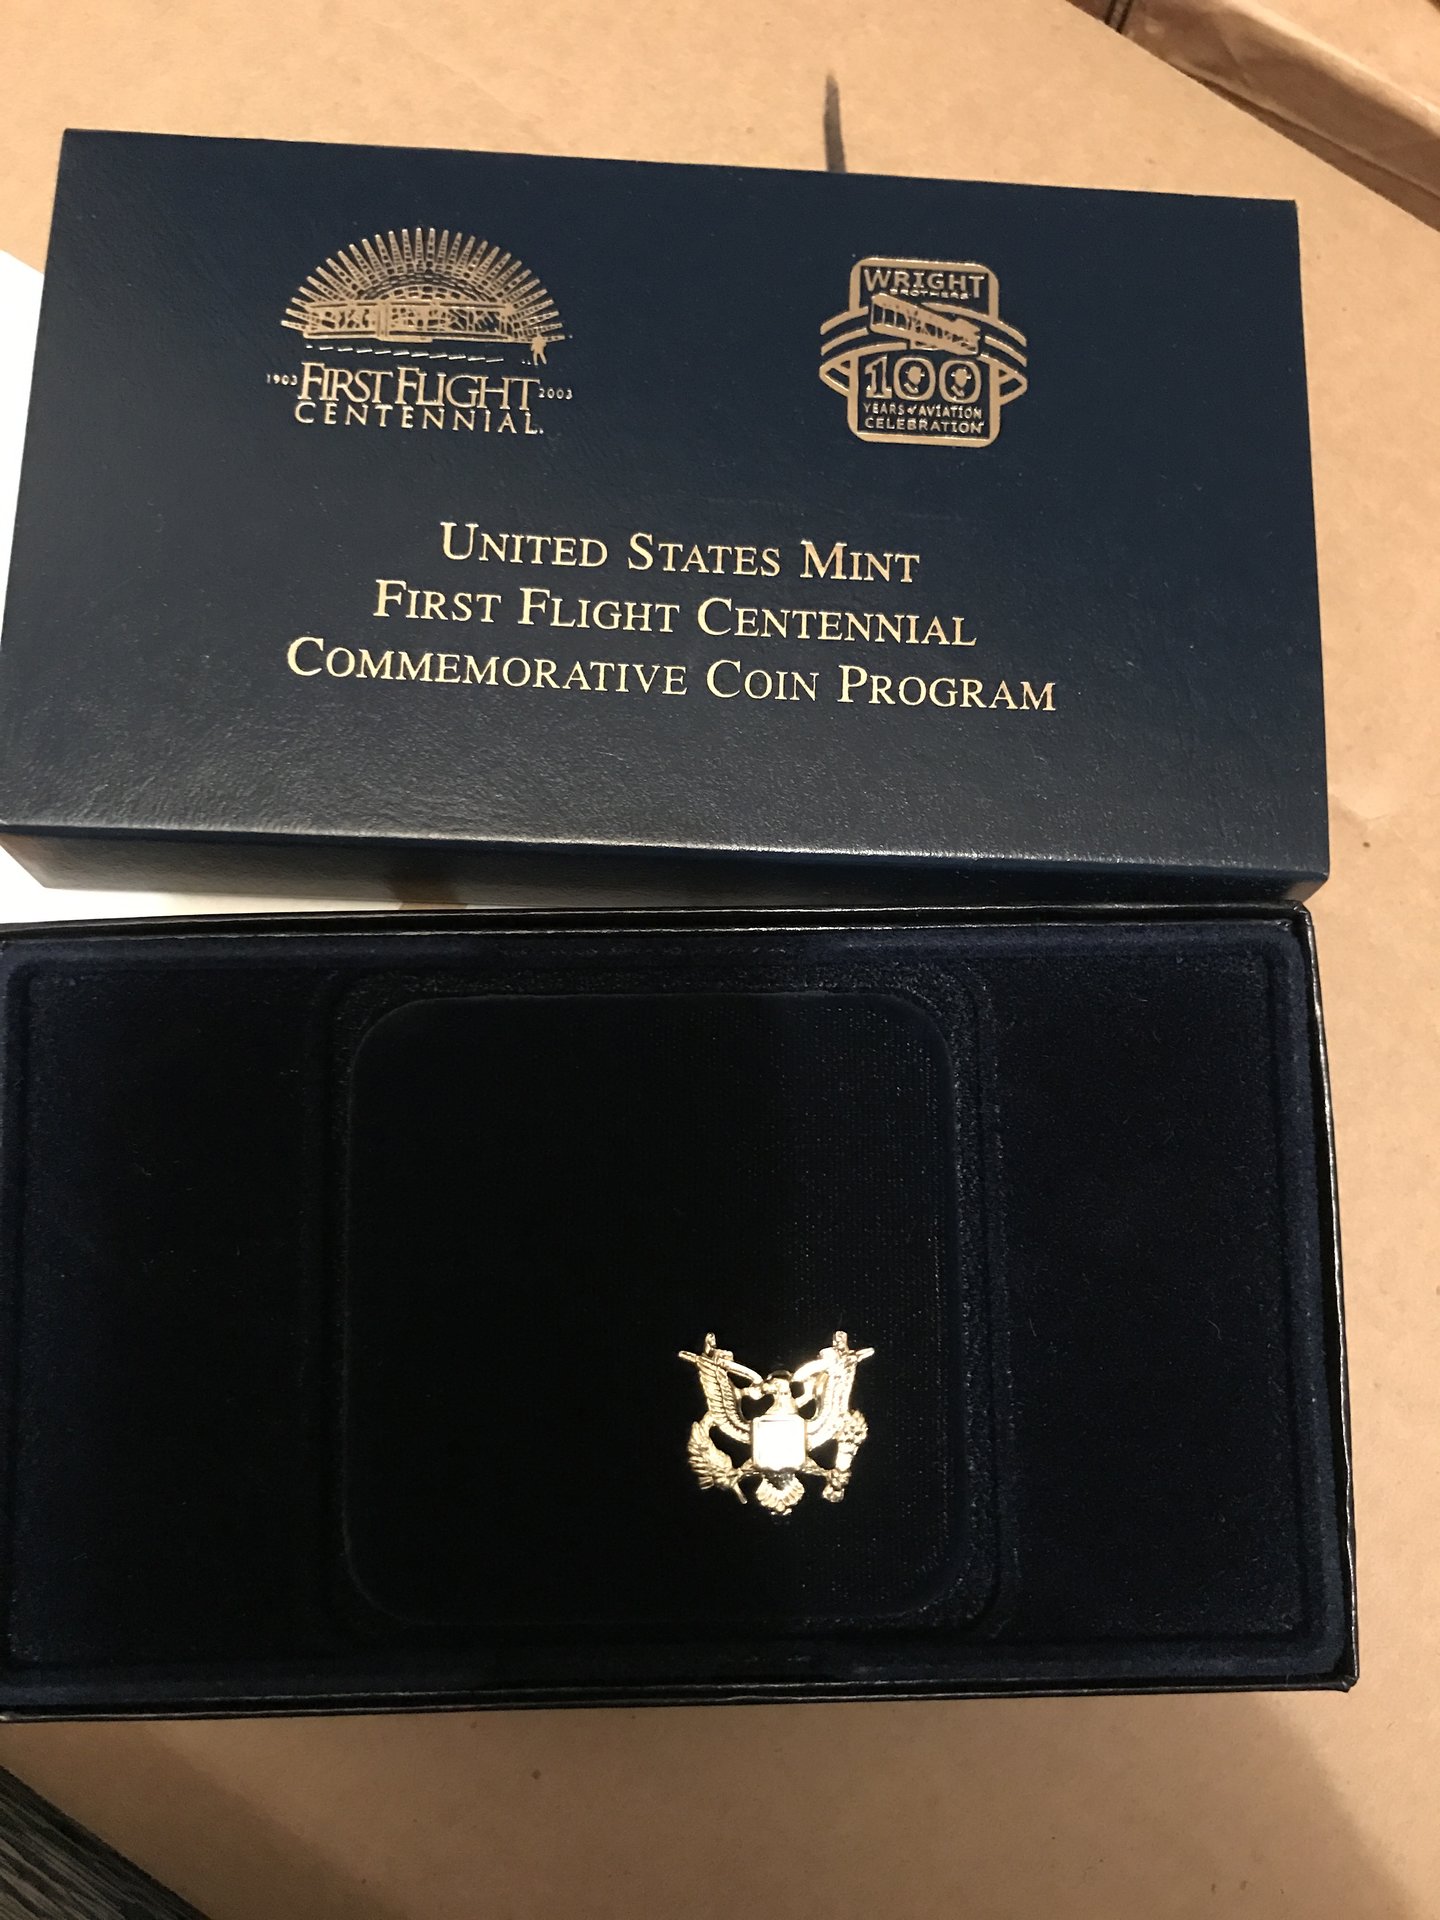 1903 FIRST FLIGHT 2003
CENTENNIAL.
WRIGHT
BROTHERS
100
YEARS of AVIATION
CELEBRATION
UNITED STATES MINT
FIRST FLIGHT CENTENNIAL
COMMEMORATIVE COIN PROGRAM